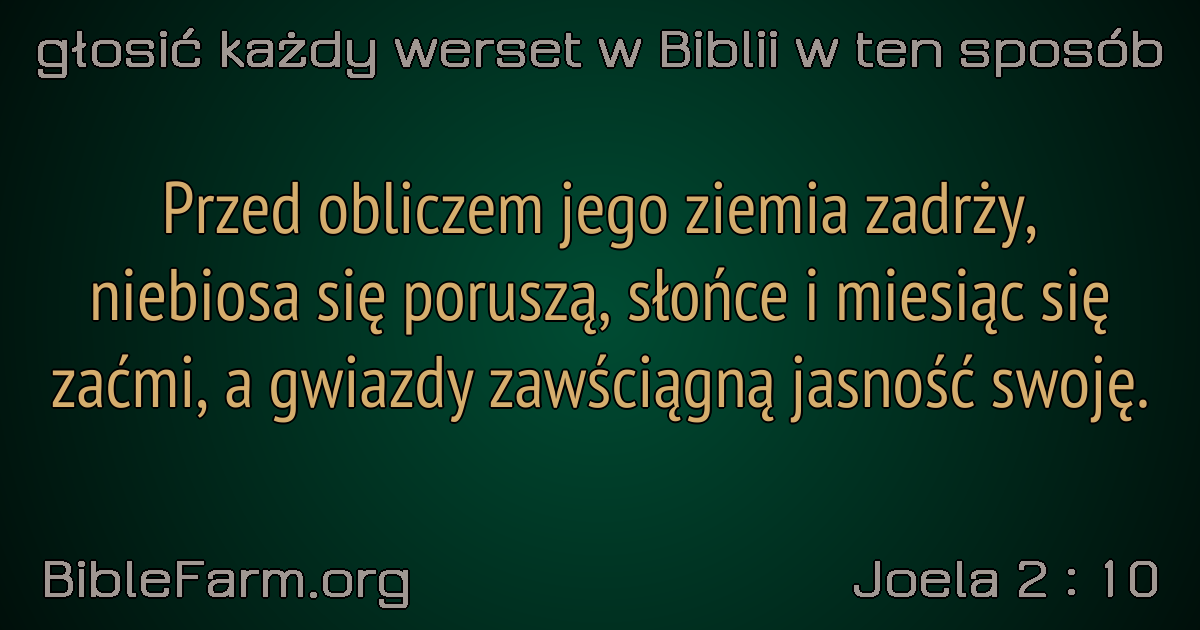 głosić każdy werset w Biblii w ten sposób
Przed obliczem jego ziemia zadrży,
niebiosa się poruszą, słońce i miesiąc się
zaćmi, a gwiazdy zawściągną jasność swoję.
BibleFarm.org
Joela 2 : 10